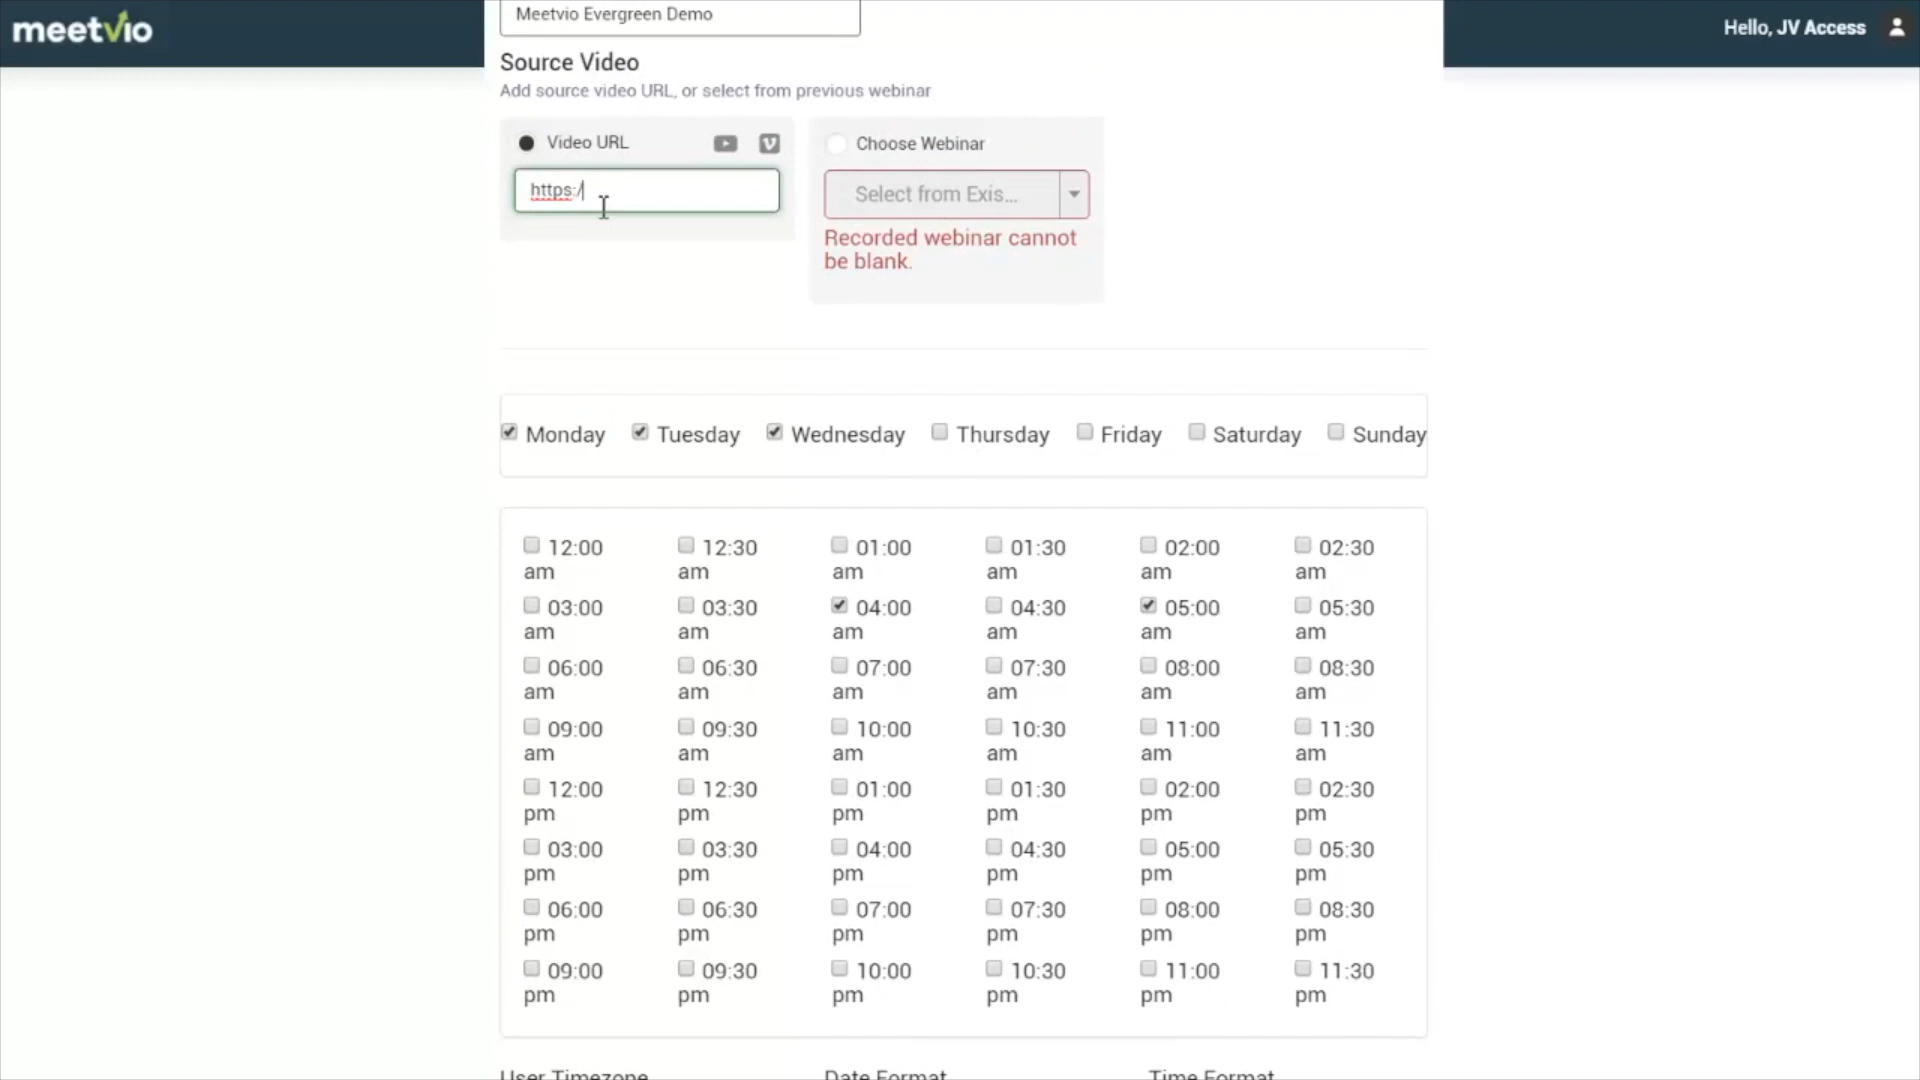 meetvio
Hello, JV Access
Meetvio Evergreen Demo
Source Video
Add source video URL, or select from previous webinar
Video URL
Choose Webinar
https:/
Select from Exis...
Recorded webinar cannot
be blank.
Monday Tuesday Wednesday Thursday Friday Saturday Sunday
12:00 am 12:30 am 01:00 am 01:30 am 02:00 am 02:30 am
03:00 am 03:30 am 04:00 am 04:30 am 05:00 am 05:30 am
06:00 am 06:30 am 07:00 am 07:30 am 08:00 am 08:30 am
09:00 am 09:30 am 10:00 am 10:30 am 11:00 am 11:30 am
12:00 pm 12:30 pm 01:00 pm 01:30 pm 02:00 pm 02:30 pm
03:00 pm 03:30 pm 04:00 pm 04:30 pm 05:00 pm 05:30 pm
06:00 pm 06:30 pm 07:00 pm 07:30 pm 08:00 pm 08:30 pm
09:00 pm 09:30 pm 10:00 pm 10:30 pm 11:00 pm 11:30 pm
User Timezone Date Format Time Format